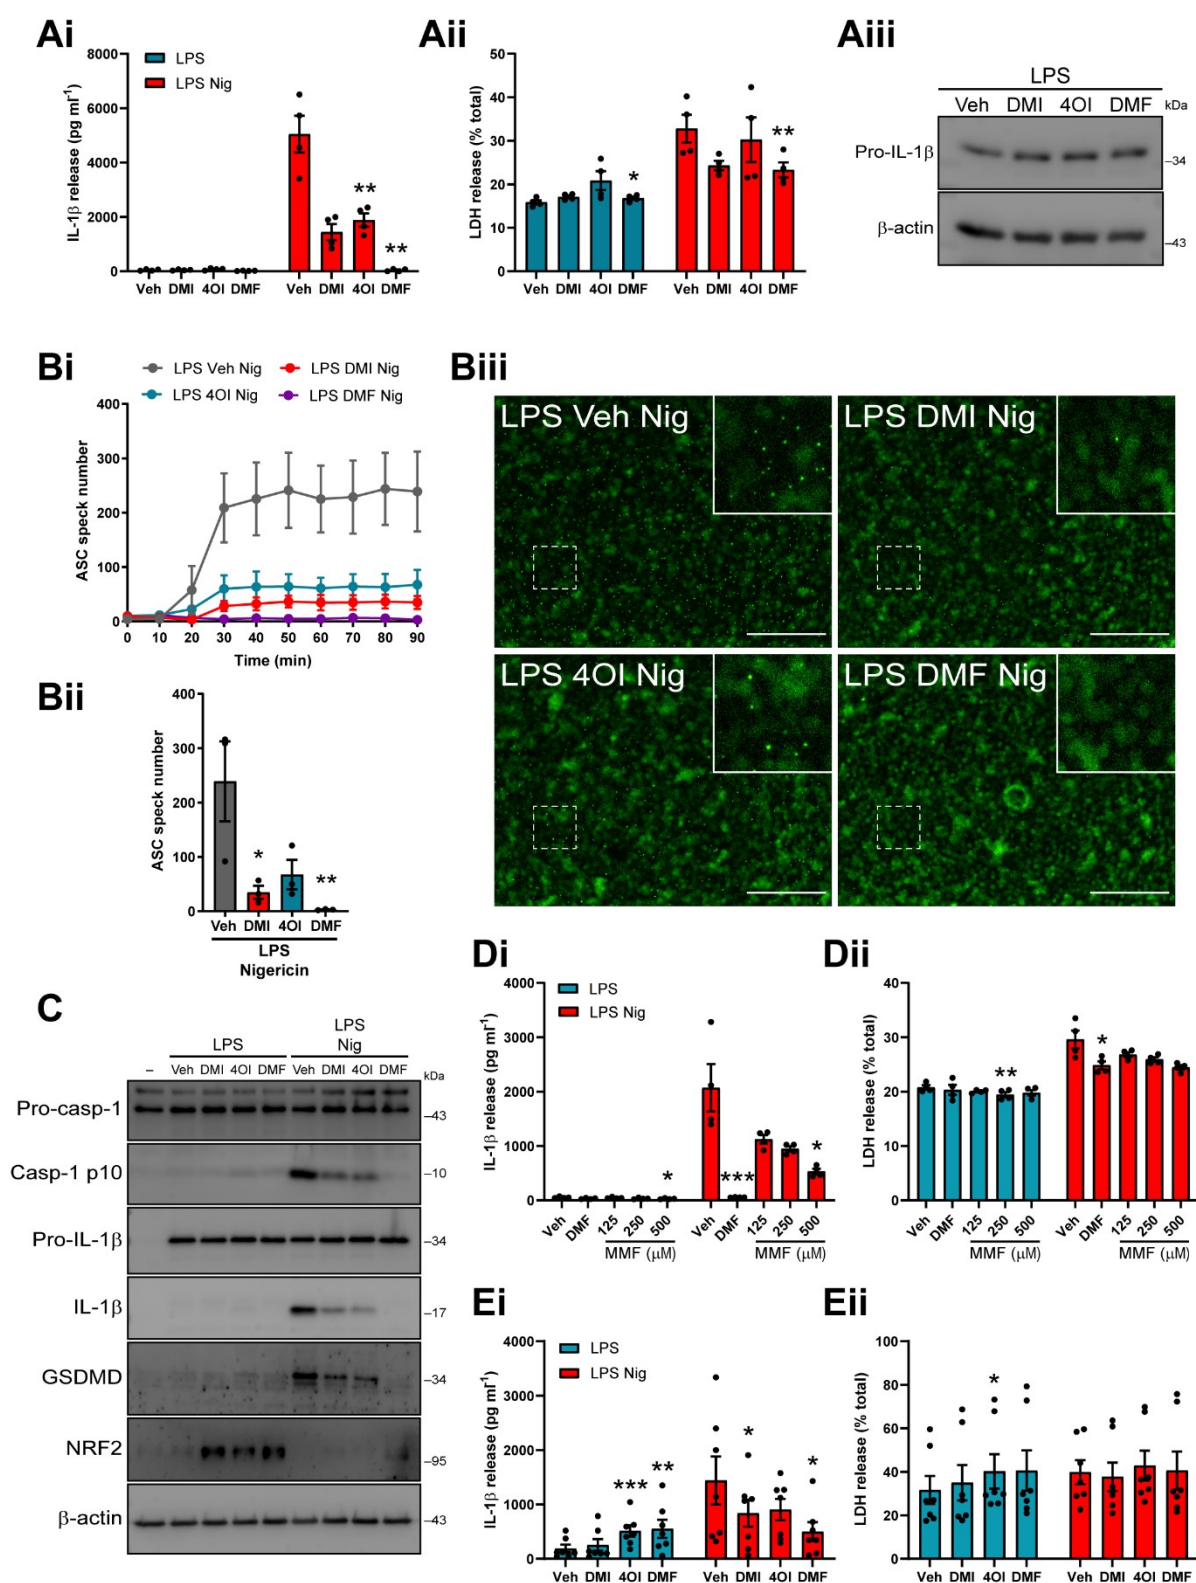 Ai
8000
6000
4000
2000
0
IL-1β release (pg ml⁻¹)
LPS
LPS Nig
**
**
Veh DMI 4OI DMF Veh DMI 4OI DMF
Aii
50
40
30
20
10
0
LDH release (% total)
*
**
Veh DMI 4OI DMF Veh DMI 4OI DMF
Aiii
LPS
Veh DMI 4OI DMF kDa
Pro-IL-1β
–34
β-actin
–43
Bi
LPS Veh Nig LPS DMI Nig
LPS 4OI Nig LPS DMF Nig
400
300
200
100
0
ASC speck number
0 10 20 30 40 50 60 70 80 90
Time (min)
Bii
400
300
200
100
0
ASC speck number
*
**
Veh DMI 4OI DMF
LPS
Nigericin
Biii
LPS Veh Nig
LPS DMI Nig
LPS 4OI Nig
LPS DMF Nig
C
LPS
LPS
Nig
– Veh DMI 4OI DMF Veh DMI 4OI DMF kDa
Pro-casp-1
–43
Casp-1 p10
–10
Pro-IL-1β
–34
IL-1β
–17
GSDMD
–34
NRF2
–95
β-actin
–43
Di
4000
3000
2000
1000
0
IL-1β release (pg ml⁻¹)
LPS
LPS Nig
*
***
*
Veh DMF 125 250 500 Veh DMF 125 250 500
MMF (μM) MMF (μM)
Dii
40
30
20
10
0
LDH release (% total)
**
*
Veh DMF 125 250 500 Veh DMF 125 250 500
MMF (μM) MMF (μM)
Ei
4000
3000
2000
1000
0
IL-1β release (pg ml⁻¹)
LPS
LPS Nig
***
**
*
*
Veh DMI 4OI DMF Veh DMI 4OI DMF
Eii
100
80
60
40
20
0
LDH release (% total)
*
Veh DMI 4OI DMF Veh DMI 4OI DMF